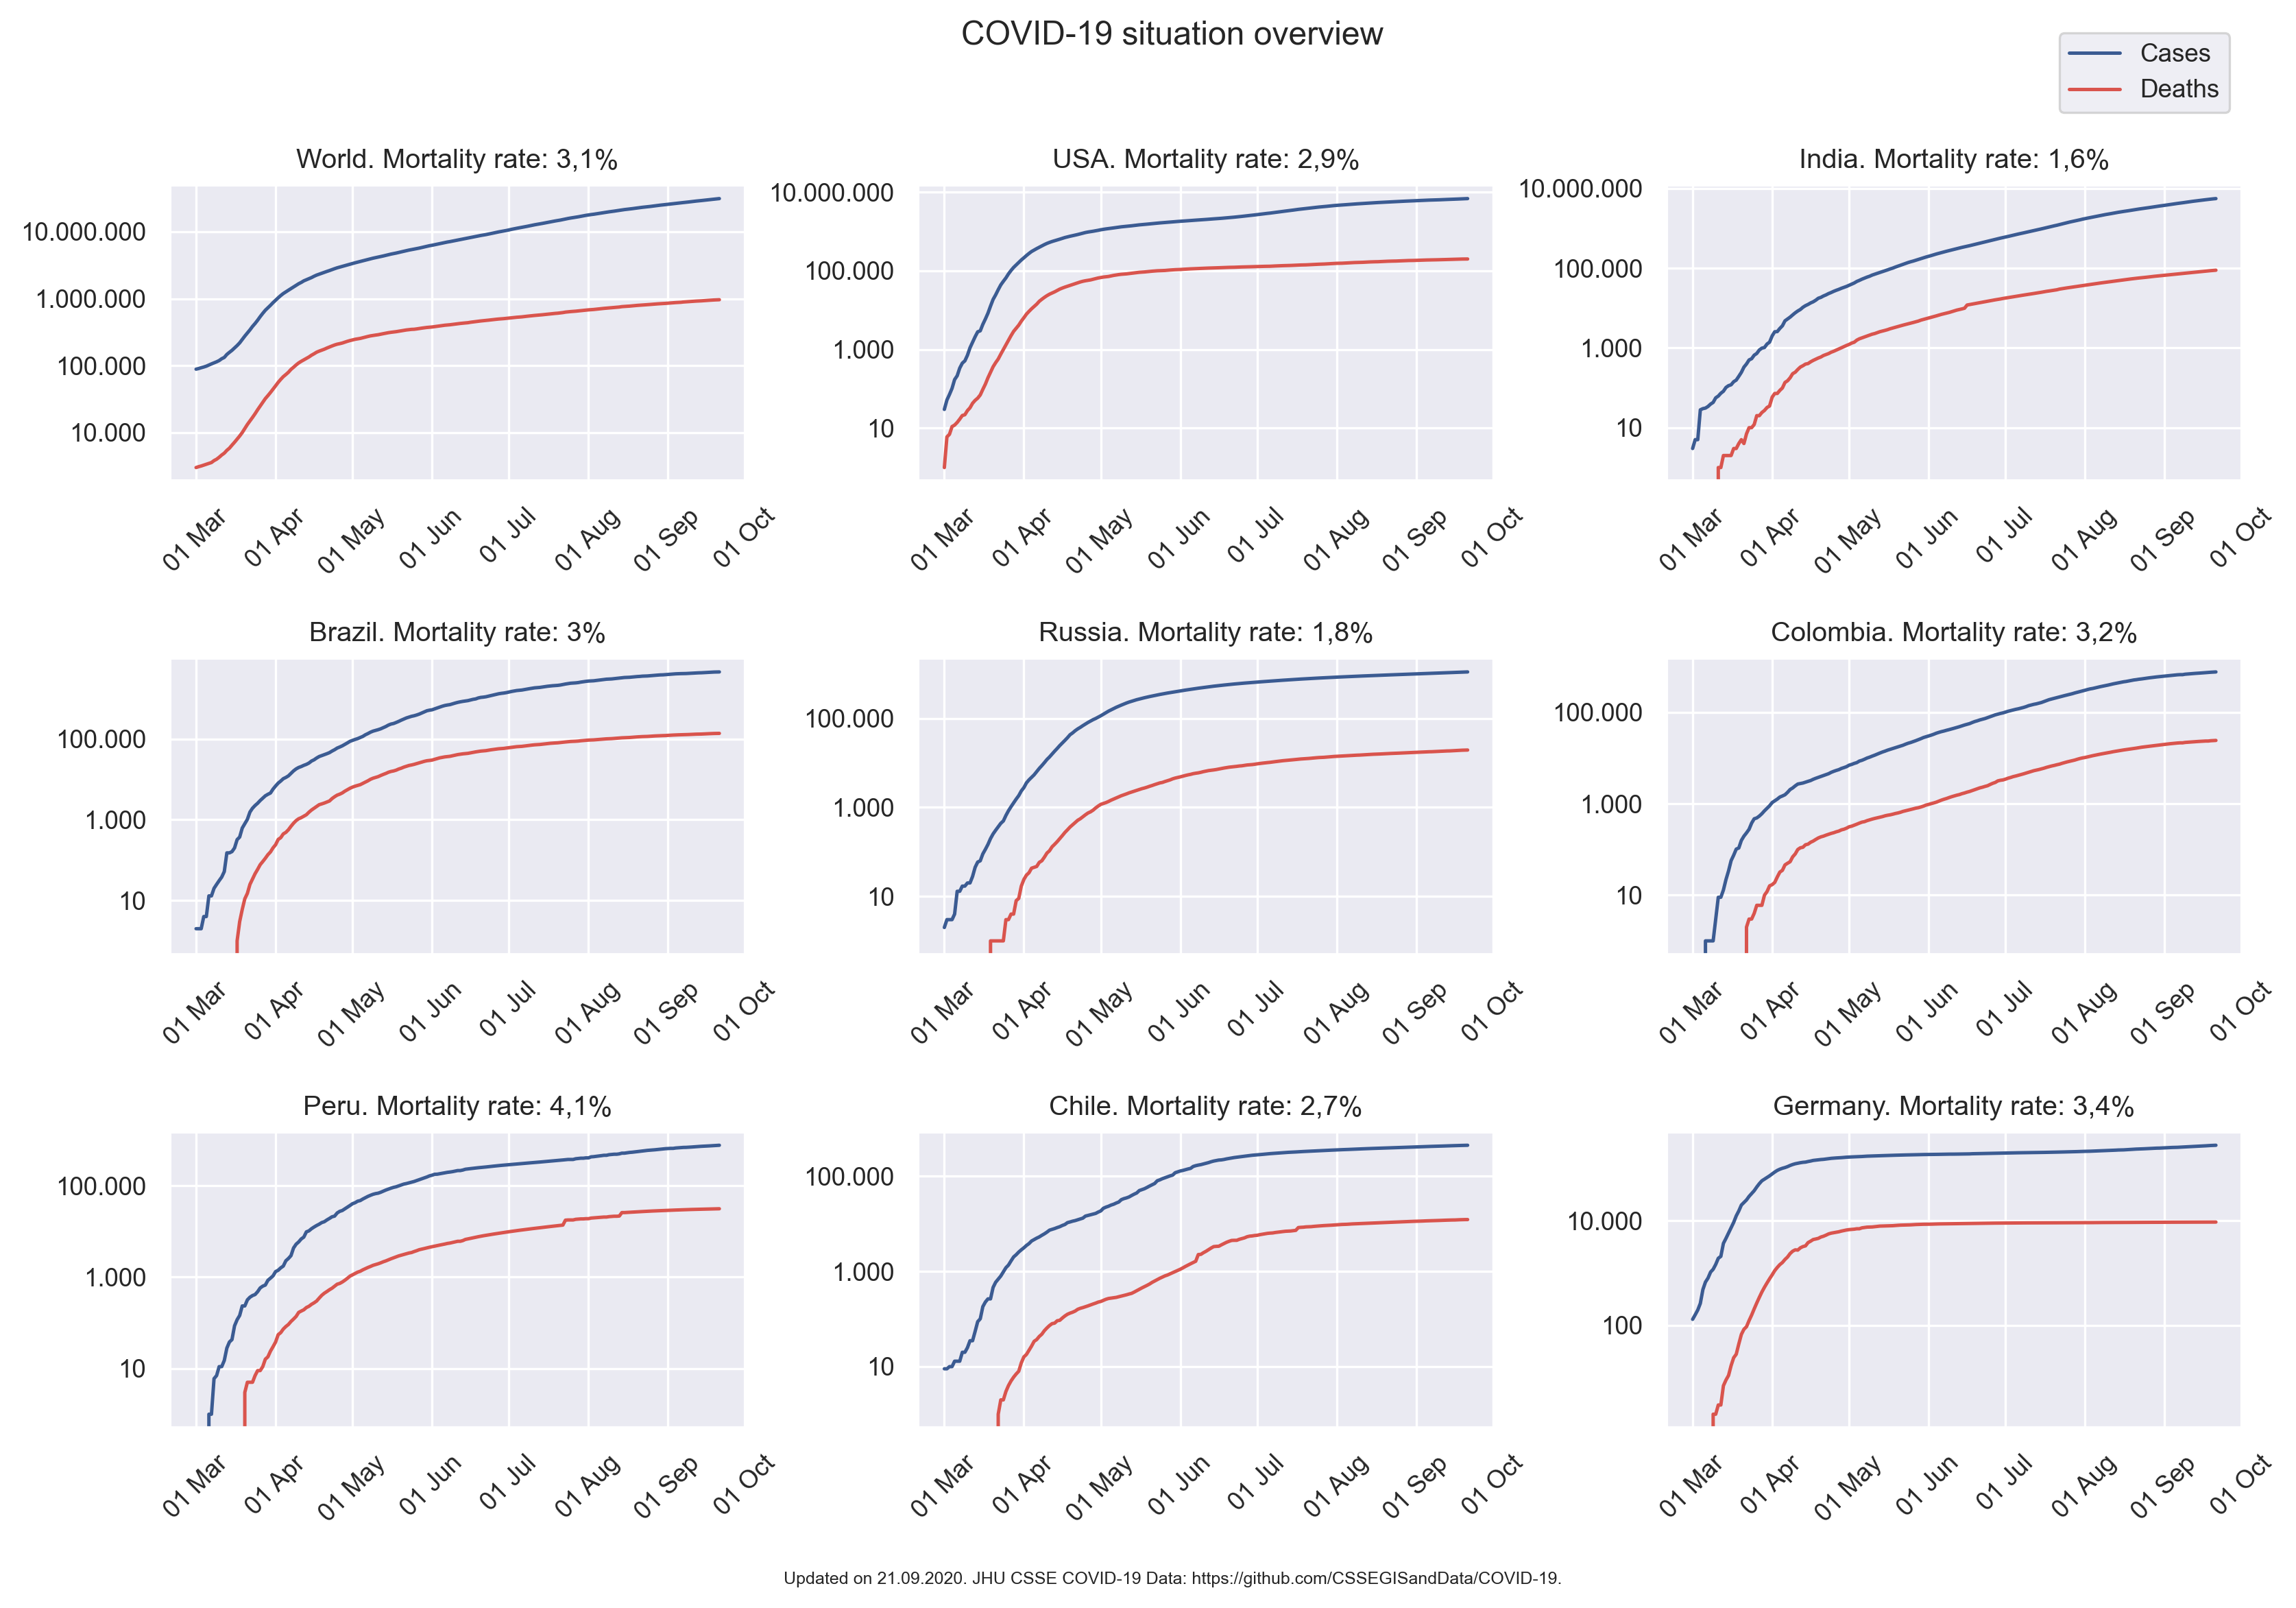 COVID-19 situation overview
Cases
Deaths
World. Mortality rate: 3,1%
10.000.000
1.000.000
100.000
10.000
01 Mar
01 Apr
01 May
01 Jun
01 Jul
01 Aug
01 Sep
01 Oct
USA. Mortality rate: 2,9%
10.000.000
100.000
1.000
10
01 Mar
01 Apr
01 May
01 Jun
01 Jul
01 Aug
01 Sep
01 Oct
India. Mortality rate: 1,6%
10.000.000
100.000
1.000
10
01 Mar
01 Apr
01 May
01 Jun
01 Jul
01 Aug
01 Sep
01 Oct
Brazil. Mortality rate: 3%
100.000
1.000
10
01 Mar
01 Apr
01 May
01 Jun
01 Jul
01 Aug
01 Sep
01 Oct
Russia. Mortality rate: 1,8%
100.000
1.000
10
01 Mar
01 Apr
01 May
01 Jun
01 Jul
01 Aug
01 Sep
01 Oct
Colombia. Mortality rate: 3,2%
100.000
1.000
10
01 Mar
01 Apr
01 May
01 Jun
01 Jul
01 Aug
01 Sep
01 Oct
Peru. Mortality rate: 4,1%
100.000
1.000
10
01 Mar
01 Apr
01 May
01 Jun
01 Jul
01 Aug
01 Sep
01 Oct
Chile. Mortality rate: 2,7%
100.000
1.000
10
01 Mar
01 Apr
01 May
01 Jun
01 Jul
01 Aug
01 Sep
01 Oct
Germany. Mortality rate: 3,4%
10.000
100
01 Mar
01 Apr
01 May
01 Jun
01 Jul
01 Aug
01 Sep
01 Oct
Updated on 21.09.2020. JHU CSSE COVID-19 Data: https://github.com/CSSEGISandData/COVID-19.